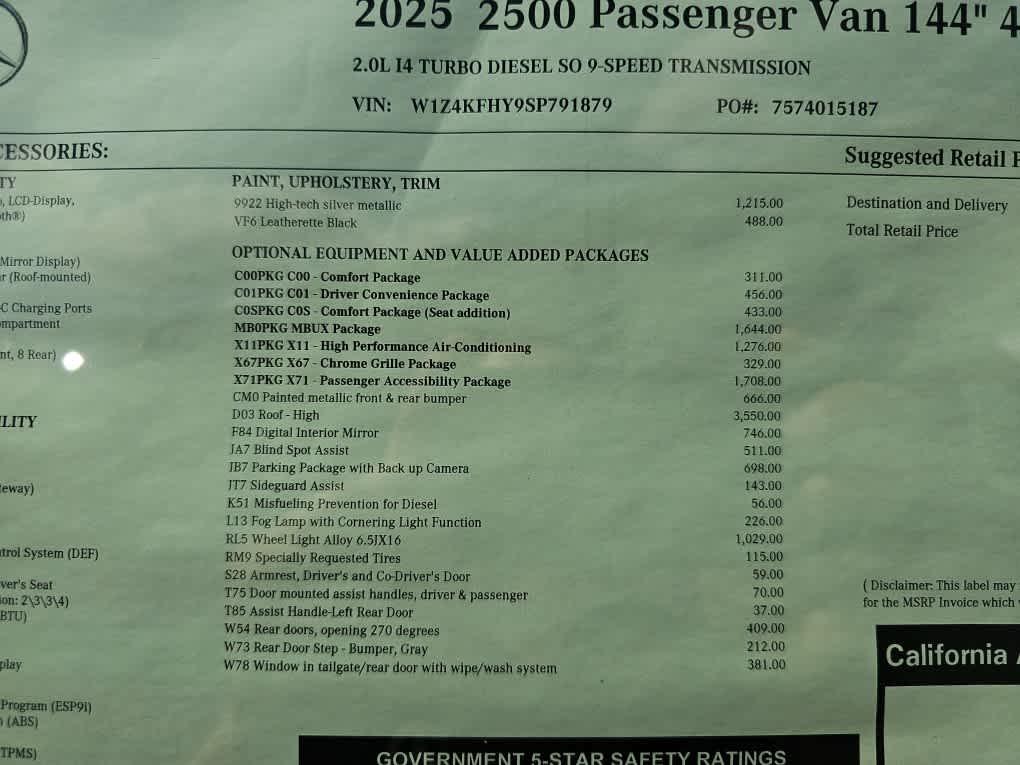 2025 2500 Passenger Van 144" 4
2.0L I4 TURBO DIESEL SO 9-SPEED TRANSMISSION
VIN: W1Z4KFHY9SP791879 PO#: 7574015187
CESSORIES:
Suggested Retail P
TY
, LCD-Display,
oth®)
Mirror Display)
r (Roof-mounted)
-C Charging Ports
mpartment
nt, 8 Rear)
LITY
teway)
trol System (DEF)
ver's Seat
ion: 2\3\3\4)
BTU)
play
Program (ESP9i)
(ABS)
TPMS)
PAINT, UPHOLSTERY, TRIM
9922 High-tech silver metallic 1,215.00
VF6 Leatherette Black 488.00
OPTIONAL EQUIPMENT AND VALUE ADDED PACKAGES
C00PKG C00 - Comfort Package 311.00
C01PKG C01 - Driver Convenience Package 456.00
C0SPKG C0S - Comfort Package (Seat addition) 433.00
MB0PKG MBUX Package 1,644.00
X11PKG X11 - High Performance Air-Conditioning 1,276.00
X67PKG X67 - Chrome Grille Package 329.00
X71PKG X71 - Passenger Accessibility Package 1,708.00
CM0 Painted metallic front & rear bumper 666.00
D03 Roof - High 3,550.00
F84 Digital Interior Mirror 746.00
JA7 Blind Spot Assist 511.00
JB7 Parking Package with Back up Camera 698.00
JT7 Sideguard Assist 143.00
K51 Misfueling Prevention for Diesel 56.00
L13 Fog Lamp with Cornering Light Function 226.00
RL5 Wheel Light Alloy 6.5JX16 1,029.00
RM9 Specially Requested Tires 115.00
S28 Armrest, Driver's and Co-Driver's Door 59.00
T75 Door mounted assist handles, driver & passenger 70.00
T85 Assist Handle-Left Rear Door 37.00
W54 Rear doors, opening 270 degrees 409.00
W73 Rear Door Step - Bumper, Gray 212.00
W78 Window in tailgate/rear door with wipe/wash system 381.00
Destination and Delivery
Total Retail Price
( Disclaimer: This label may
for the MSRP Invoice which
California A
GOVERNMENT 5-STAR SAFETY RATINGS